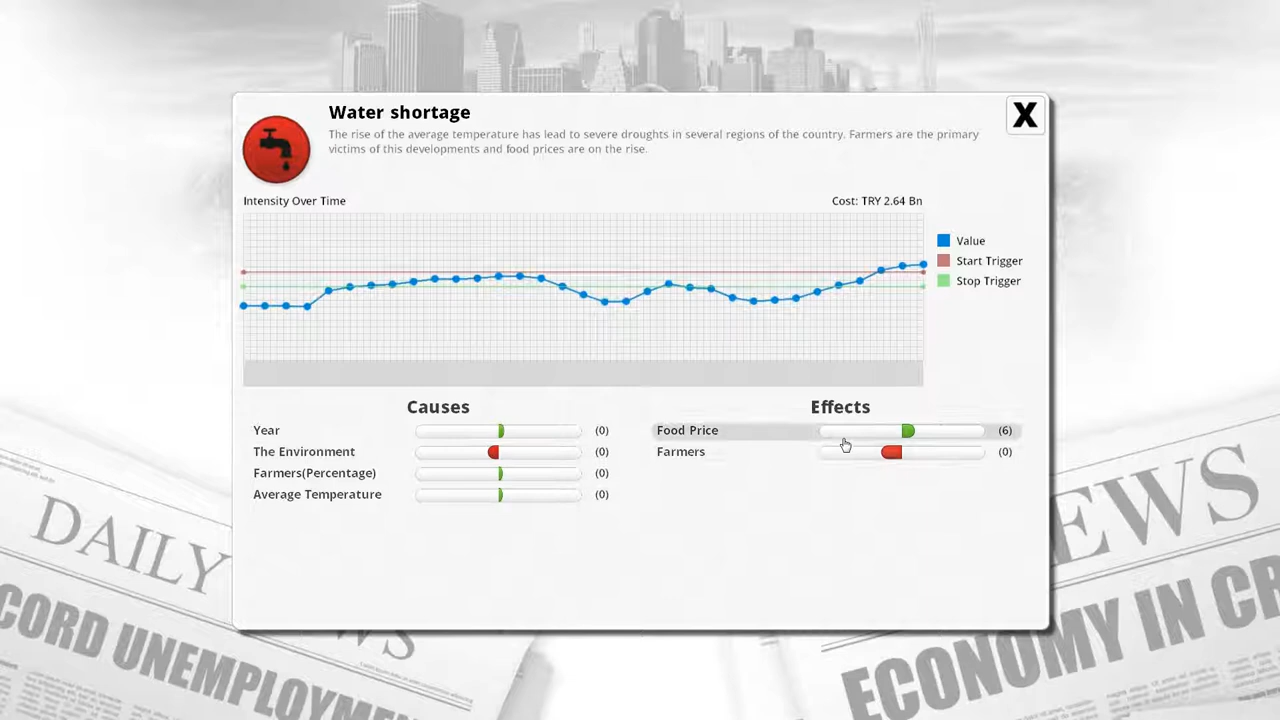 Water shortage
X
The rise of the average temperature has lead to severe droughts in several regions of the country. Farmers are the primary
victims of this developments and food prices are on the rise.
Intensity Over Time
Cost: TRY 2.64 Bn
Value
Start Trigger
Stop Trigger
Causes
Effects
Year (0)
Food Price (6)
The Environment (0)
Farmers (0)
Farmers(Percentage) (0)
Average Temperature (0)
DAILY
NEWS
EWS
CORD UNEMPLOYM
ECONOMY IN CR